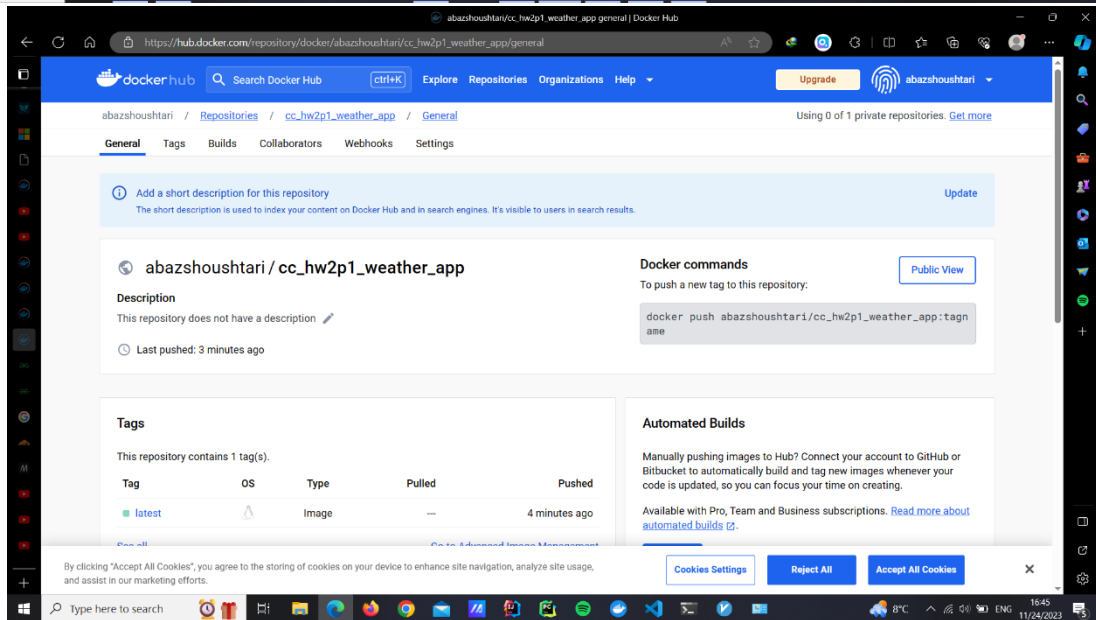 abazshoushtari/cc_hw2p1_weather_app general | Docker Hub
https://hub.docker.com/repository/docker/abazshoushtari/cc_hw2p1_weather_app/general
dockerhub Search Docker Hub ctrl+K Explore Repositories Organizations Help Upgrade abazshoushtari
abazshoushtari / Repositories / cc_hw2p1_weather_app / General Using 0 of 1 private repositories. Get more
General Tags Builds Collaborators Webhooks Settings
Add a short description for this repository Update
The short description is used to index your content on Docker Hub and in search engines. It's visible to users in search results.
abazshoushtari / cc_hw2p1_weather_app
Description
This repository does not have a description
Last pushed: 3 minutes ago
Docker commands Public View
To push a new tag to this repository:
docker push abazshoushtari/cc_hw2p1_weather_app:tagn
ame
Tags
This repository contains 1 tag(s).
Tag OS Type Pulled Pushed
latest Image --- 4 minutes ago
See all Go to Advanced Image Management
Automated Builds
Manually pushing images to Hub? Connect your account to GitHub or
Bitbucket to automatically build and tag new images whenever your
code is updated, so you can focus your time on creating.
Available with Pro, Team and Business subscriptions. Read more about
automated builds
By clicking "Accept All Cookies", you agree to the storing of cookies on your device to enhance site navigation, analyze site usage,
and assist in our marketing efforts.
Cookies Settings Reject All Accept All Cookies
Type here to search 8°C ENG 16:45
11/24/2023